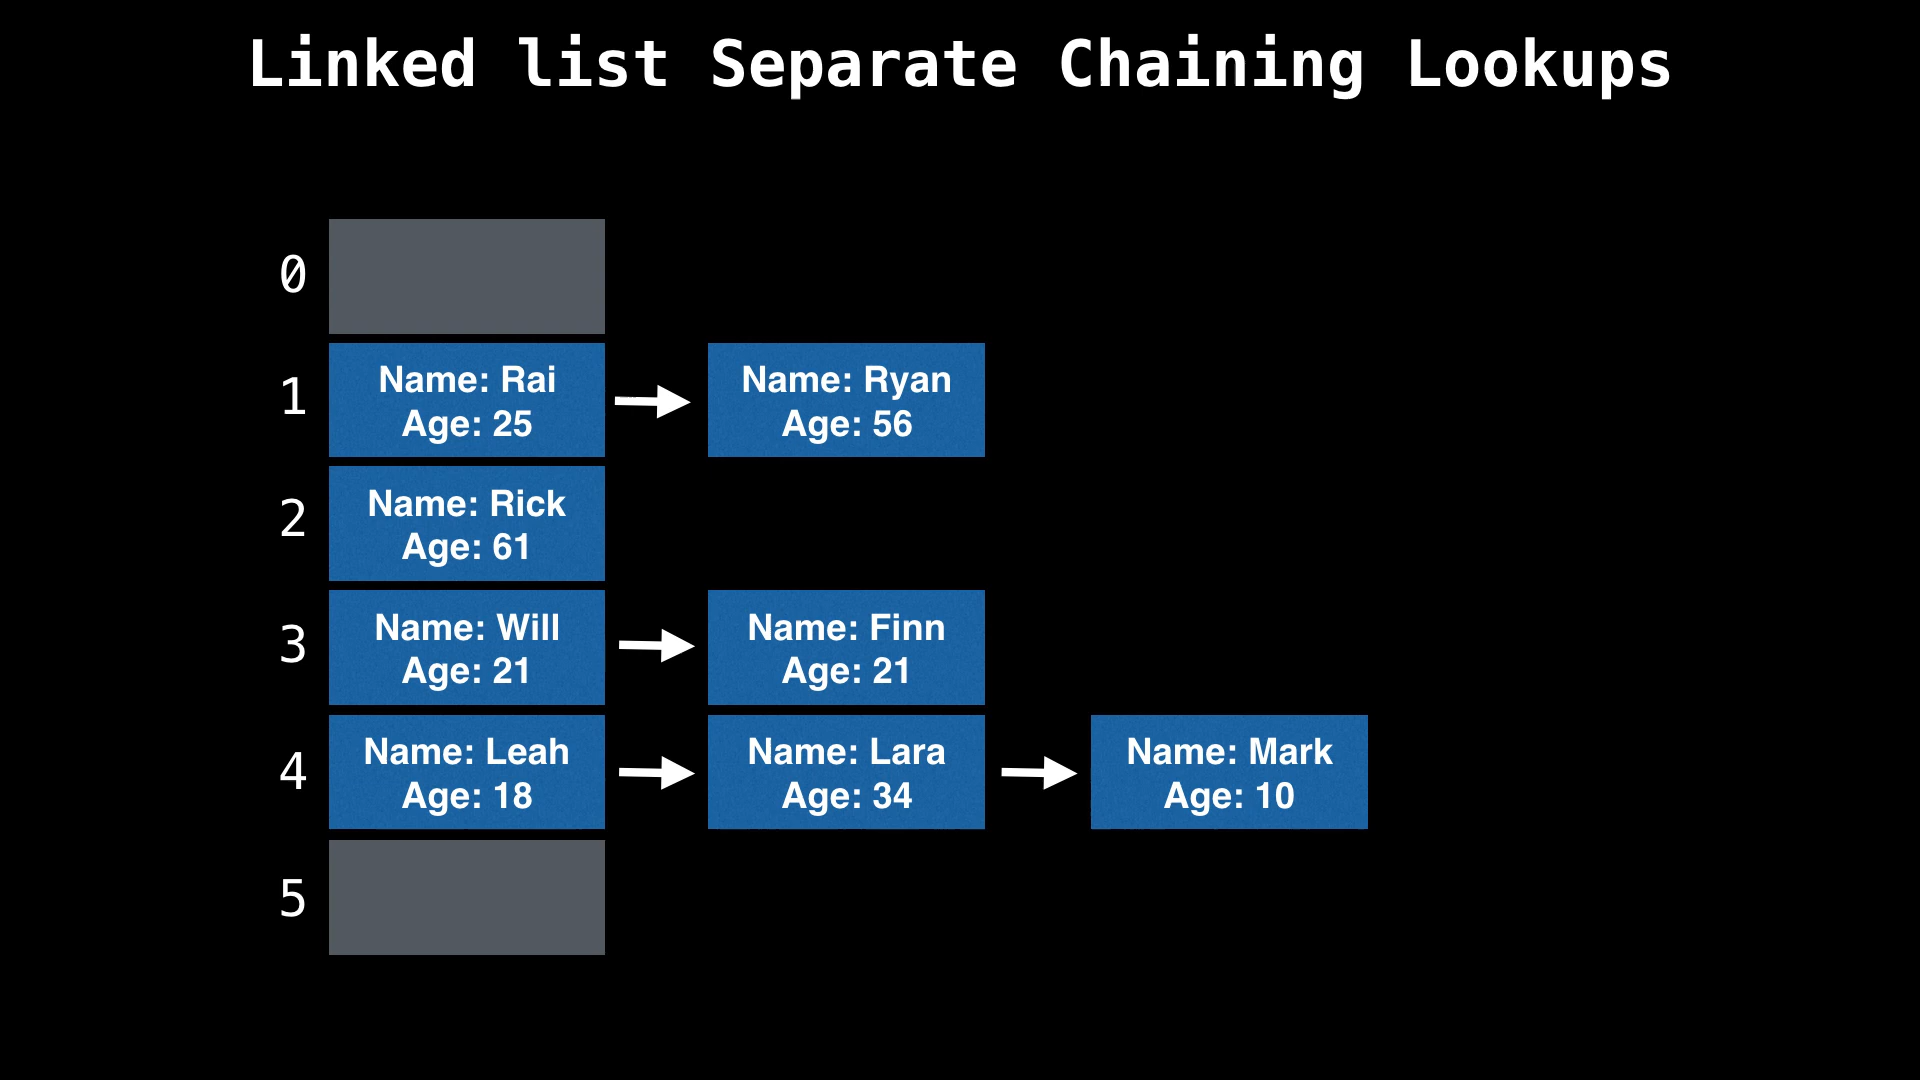 Linked list Separate Chaining Lookups
0
1
Name: Rai
Age: 25
Name: Ryan
Age: 56
2
Name: Rick
Age: 61
3
Name: Will
Age: 21
Name: Finn
Age: 21
4
Name: Leah
Age: 18
Name: Lara
Age: 34
Name: Mark
Age: 10
5